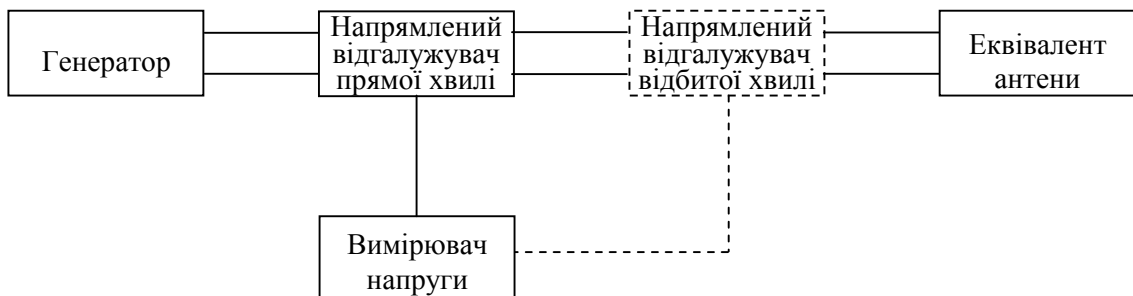 Генератор
Напрямлений
відгалужувач
прямої хвилі
Напрямлений
відгалужувач
відбитої хвилі
Еквівалент
антени
Вимірювач
напруги